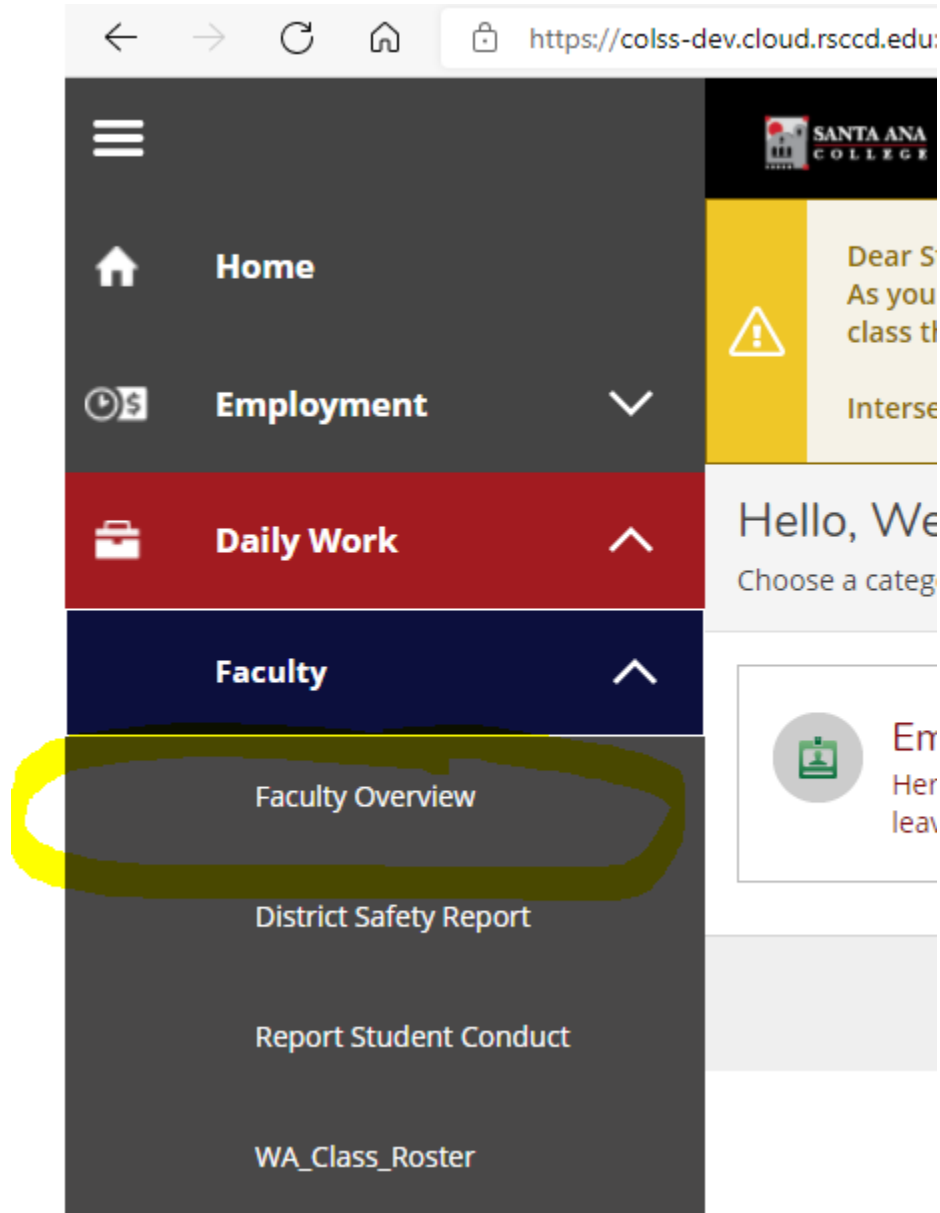 https://colss-dev.cloud.rsccd.edu:
SANTA ANA
COLLEGE
Home
Employment
Daily Work
Faculty
Faculty Overview
District Safety Report
Report Student Conduct
WA_Class_Roster
Dear
As you
class
Hello,
Choose a